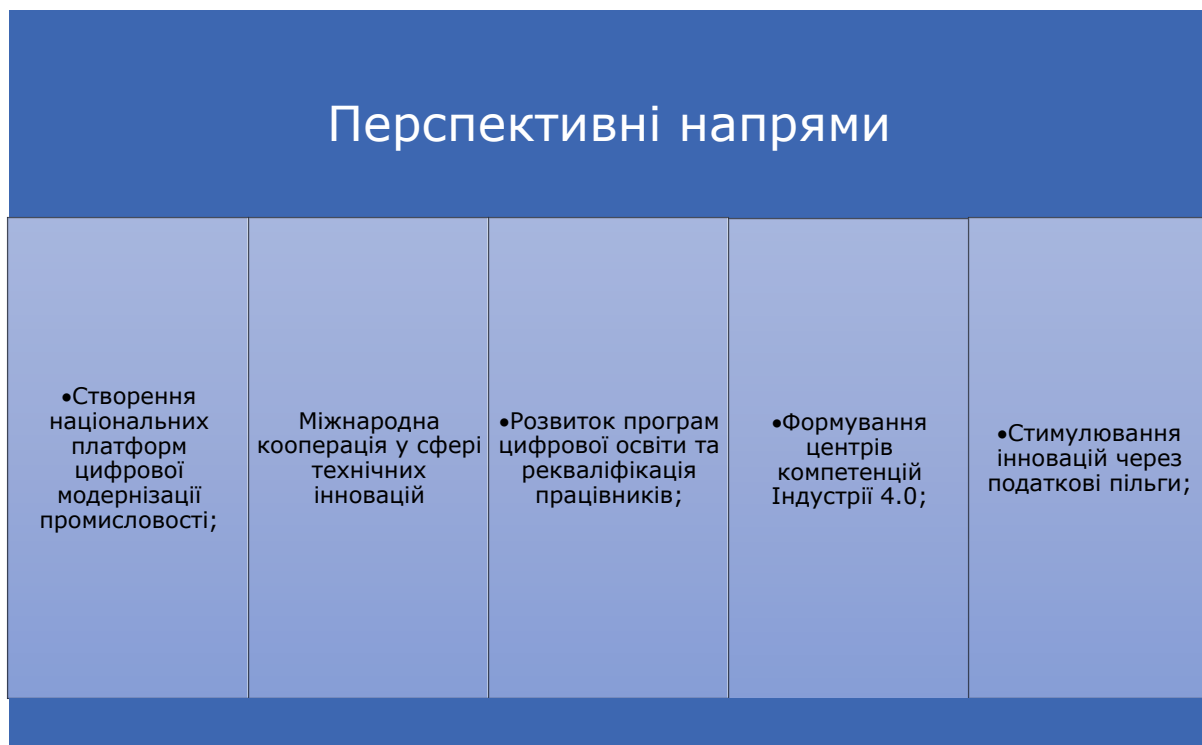 Перспективні напрями
•Створення
національних
платформ
цифрової
модернізації
промисловості;
Міжнародна
кооперація у сфері
технічних
інновацій
•Розвиток програм
цифрової освіти та
рекваліфікація
працівників;
•Формування
центрів
компетенцій
Індустрії 4.0;
•Стимулювання
інновацій через
податкові пільги;